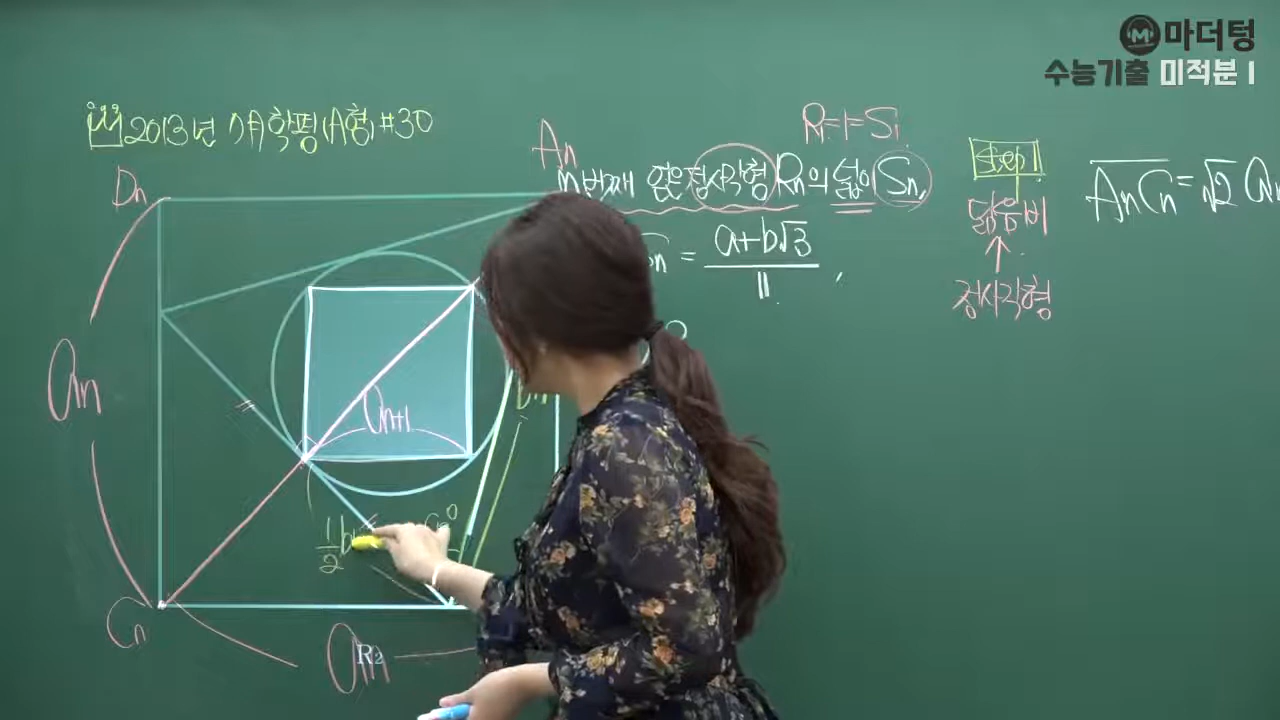 마더텅
수능기출 미적분 I
2013년 7月 학평(A형) #30
R₁=1=S₁
Aₙ
n번째 얻은 정사각형 Rₙ의 넓이 Sₙ,
Step 1
A̅ₙC̅ₙ=√2 aₙ
Dₙ
닮음비
↑
= (a+b√3)/11,
정사각형
aₙ
aₙ₊₁
1/2 b
Cₙ
R₂